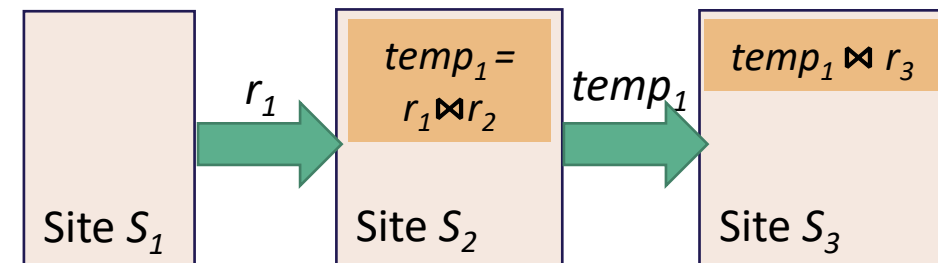 r₁
temp₁ =
r₁⋈r₂
temp₁
temp₁ ⋈ r₃
Site S₁
Site S₂
Site S₃